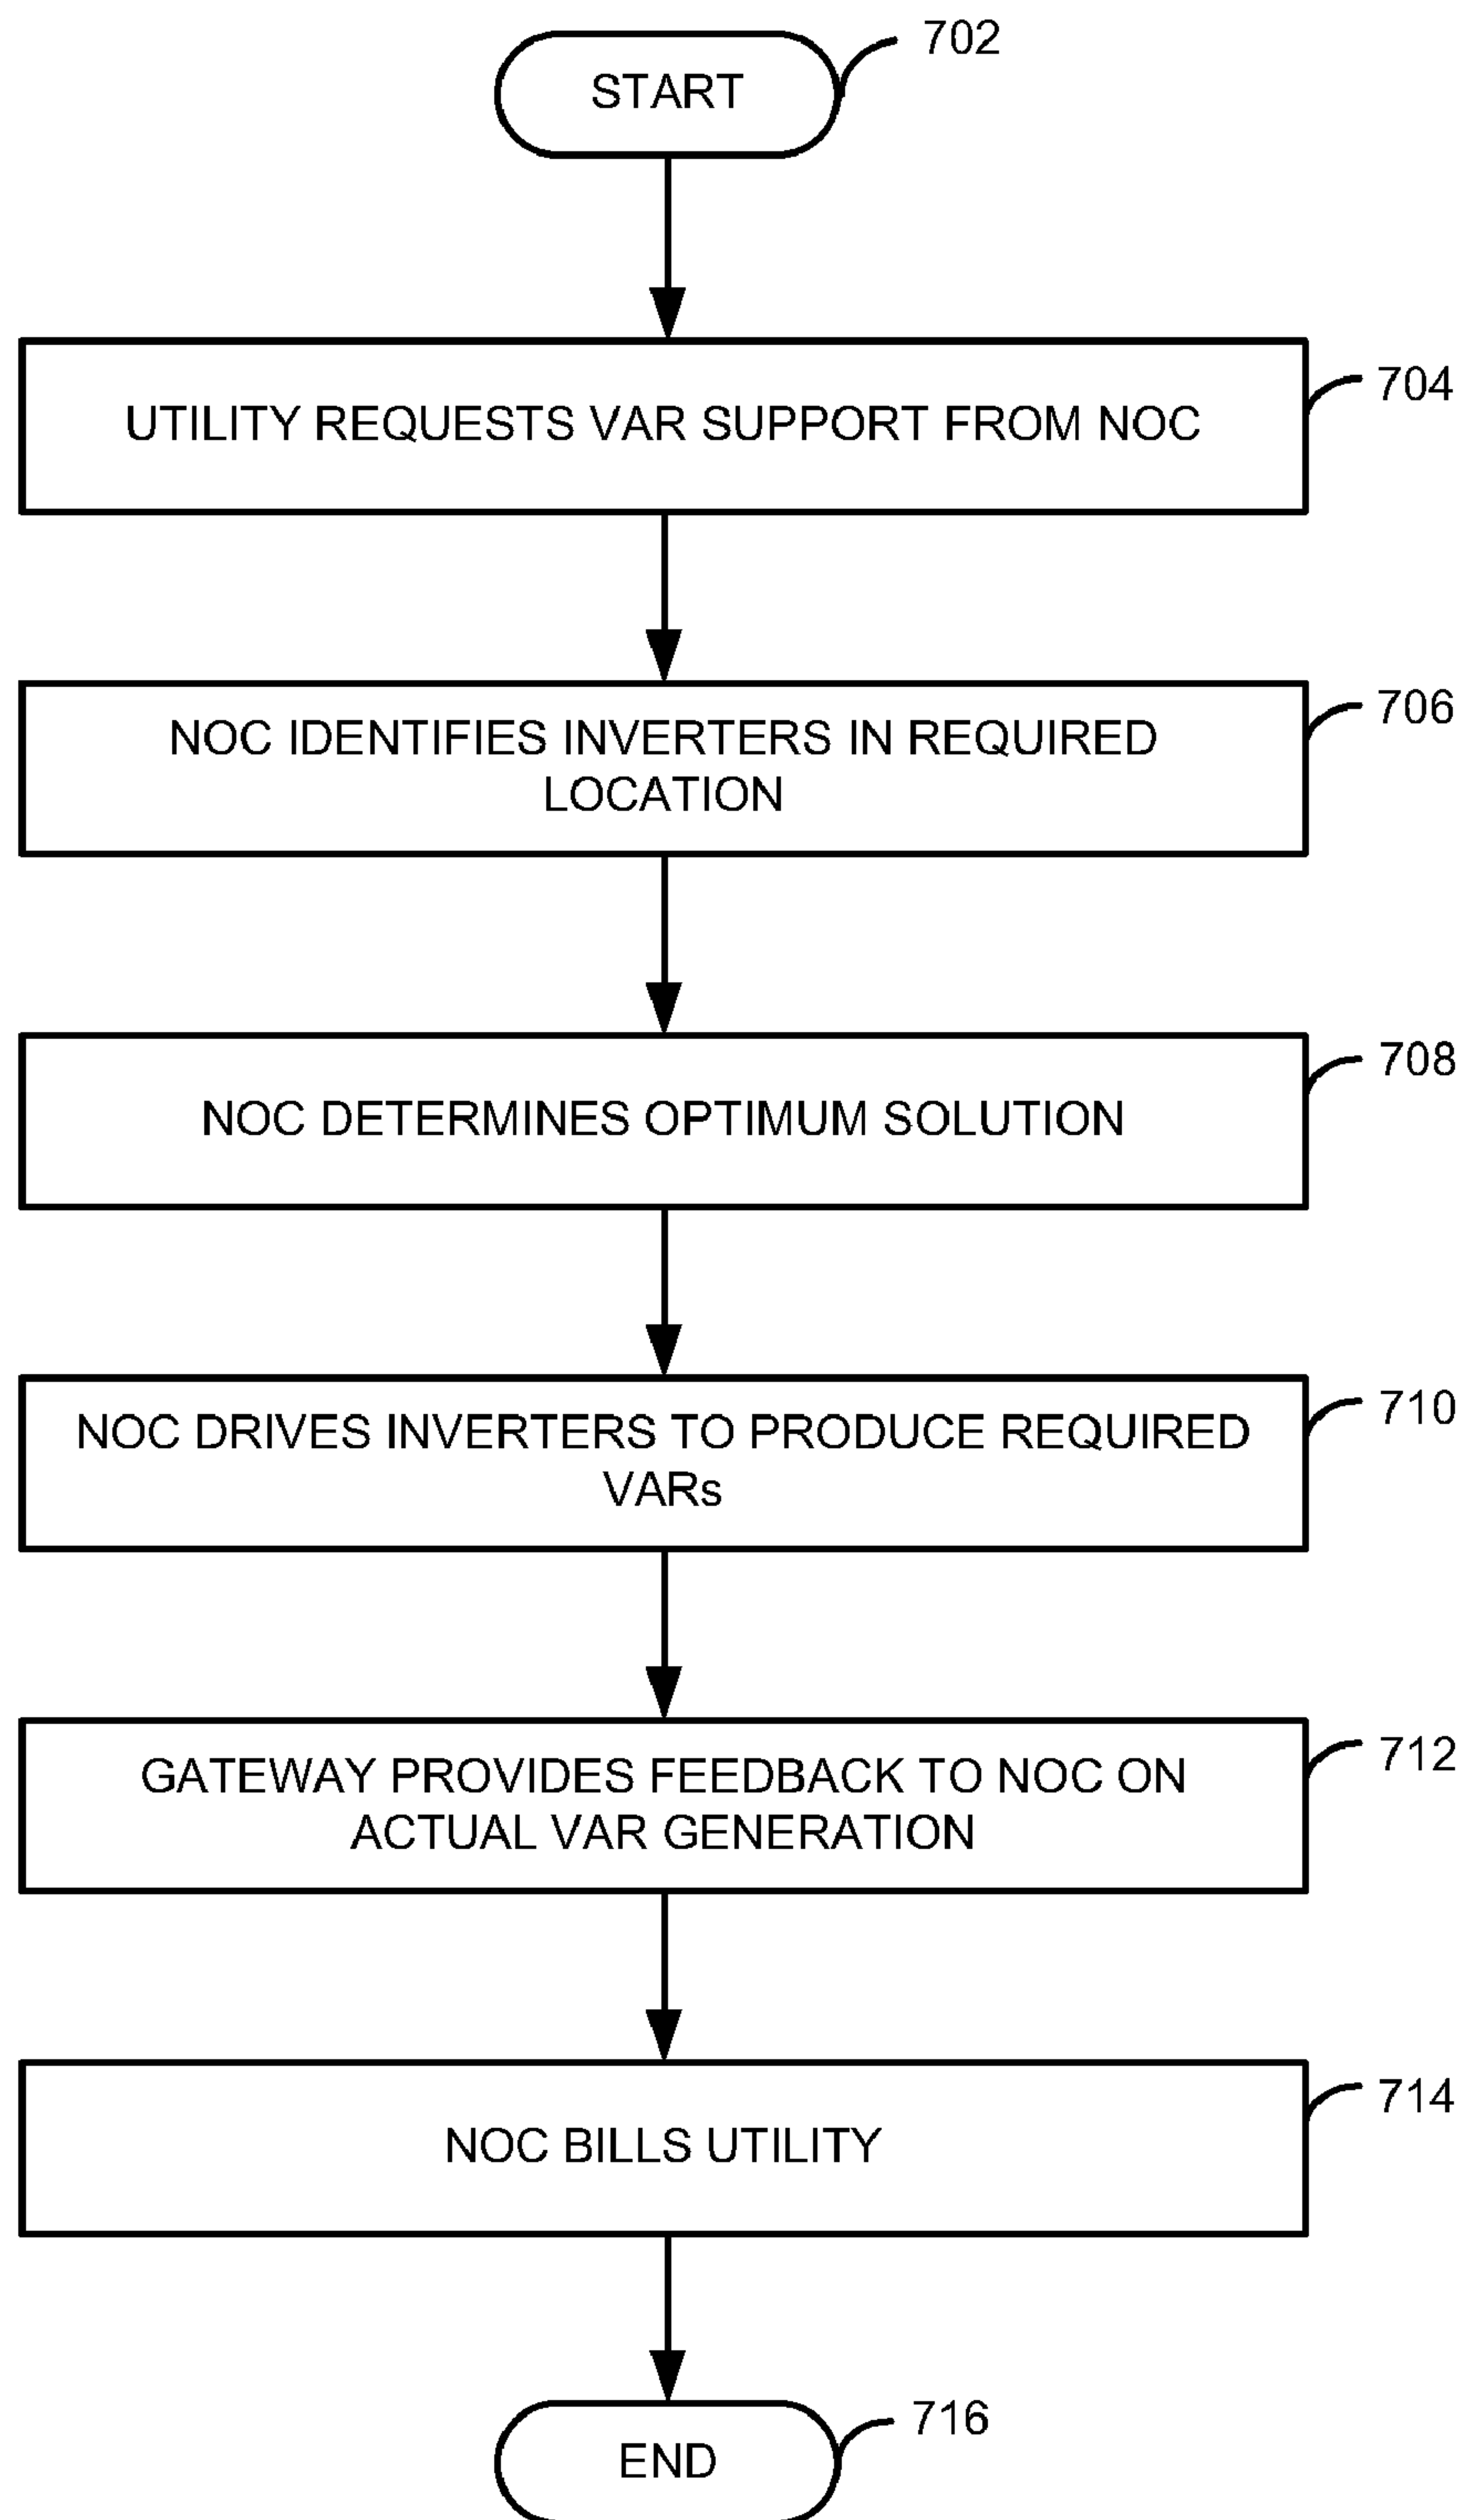 702
START
704
UTILITY REQUESTS VAR SUPPORT FROM NOC
706
NOC IDENTIFIES INVERTERS IN REQUIRED
LOCATION
708
NOC DETERMINES OPTIMUM SOLUTION
710
NOC DRIVES INVERTERS TO PRODUCE REQUIRED
VARs
712
GATEWAY PROVIDES FEEDBACK TO NOC ON
ACTUAL VAR GENERATION
714
NOC BILLS UTILITY
716
END